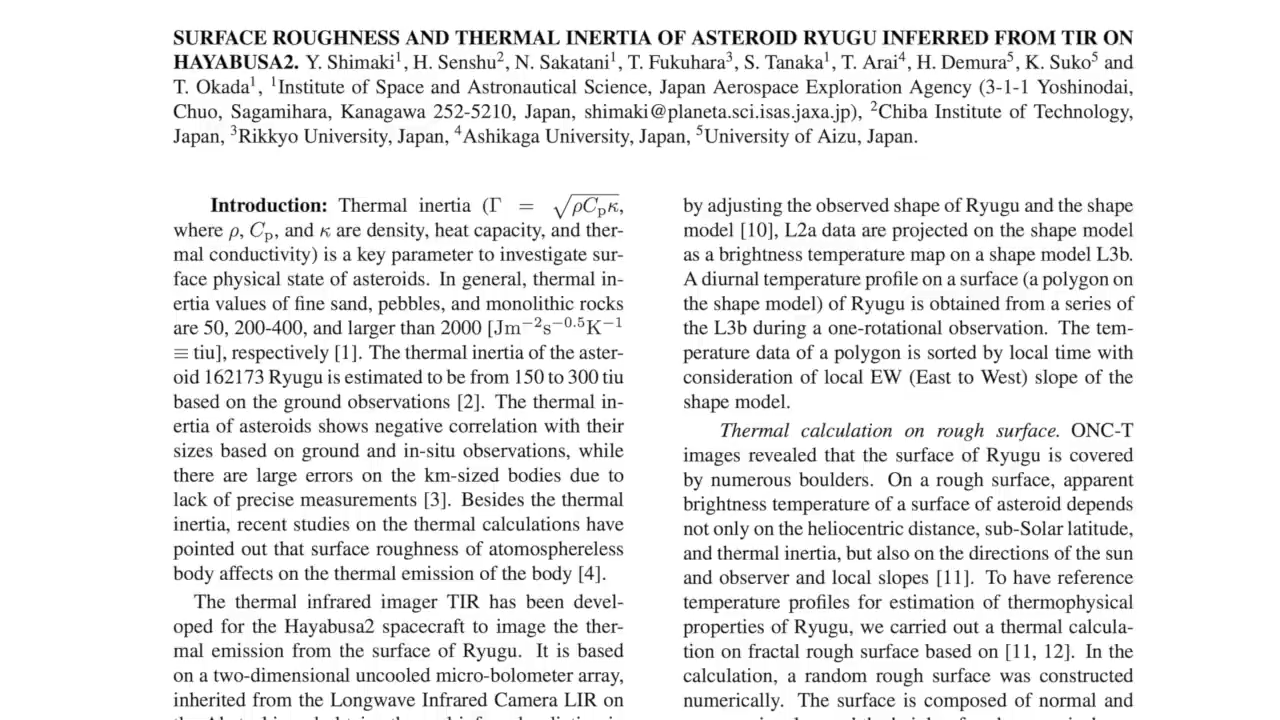 SURFACE ROUGHNESS AND THERMAL INERTIA OF ASTEROID RYUGU INFERRED FROM TIR ON
HAYABUSA2. Y. Shimaki¹, H. Senshu², N. Sakatani¹, T. Fukuhara³, S. Tanaka¹, T. Arai⁴, H. Demura⁵, K. Suko⁵ and
T. Okada¹, ¹Institute of Space and Astronautical Science, Japan Aerospace Exploration Agency (3-1-1 Yoshinodai,
Chuo, Sagamihara, Kanagawa 252-5210, Japan, shimaki@planeta.sci.isas.jaxa.jp), ²Chiba Institute of Technology,
Japan, ³Rikkyo University, Japan, ⁴Ashikaga University, Japan, ⁵University of Aizu, Japan.
Introduction: Thermal inertia (Γ = √ρCₚκ,
where ρ, Cₚ, and κ are density, heat capacity, and ther-
mal conductivity) is a key parameter to investigate sur-
face physical state of asteroids. In general, thermal in-
ertia values of fine sand, pebbles, and monolithic rocks
are 50, 200-400, and larger than 2000 [Jm⁻²s⁻⁰·⁵K⁻¹
≡ tiu], respectively [1]. The thermal inertia of the aster-
oid 162173 Ryugu is estimated to be from 150 to 300 tiu
based on the ground observations [2]. The thermal in-
ertia of asteroids shows negative correlation with their
sizes based on ground and in-situ observations, while
there are large errors on the km-sized bodies due to
lack of precise measurements [3]. Besides the thermal
inertia, recent studies on the thermal calculations have
pointed out that surface roughness of atomosphereless
body affects on the thermal emission of the body [4].
The thermal infrared imager TIR has been devel-
oped for the Hayabusa2 spacecraft to image the ther-
mal emission from the surface of Ryugu. It is based
on a two-dimensional uncooled micro-bolometer array,
inherited from the Longwave Infrared Camera LIR on
by adjusting the observed shape of Ryugu and the shape
model [10], L2a data are projected on the shape model
as a brightness temperature map on a shape model L3b.
A diurnal temperature profile on a surface (a polygon on
the shape model) of Ryugu is obtained from a series of
the L3b during a one-rotational observation. The tem-
perature data of a polygon is sorted by local time with
consideration of local EW (East to West) slope of the
shape model.
Thermal calculation on rough surface. ONC-T
images revealed that the surface of Ryugu is covered
by numerous boulders. On a rough surface, apparent
brightness temperature of a surface of asteroid depends
not only on the heliocentric distance, sub-Solar latitude,
and thermal inertia, but also on the directions of the sun
and observer and local slopes [11]. To have reference
temperature profiles for estimation of thermophysical
properties of Ryugu, we carried out a thermal calcula-
tion on fractal rough surface based on [11, 12]. In the
calculation, a random rough surface was constructed
numerically. The surface is composed of normal and